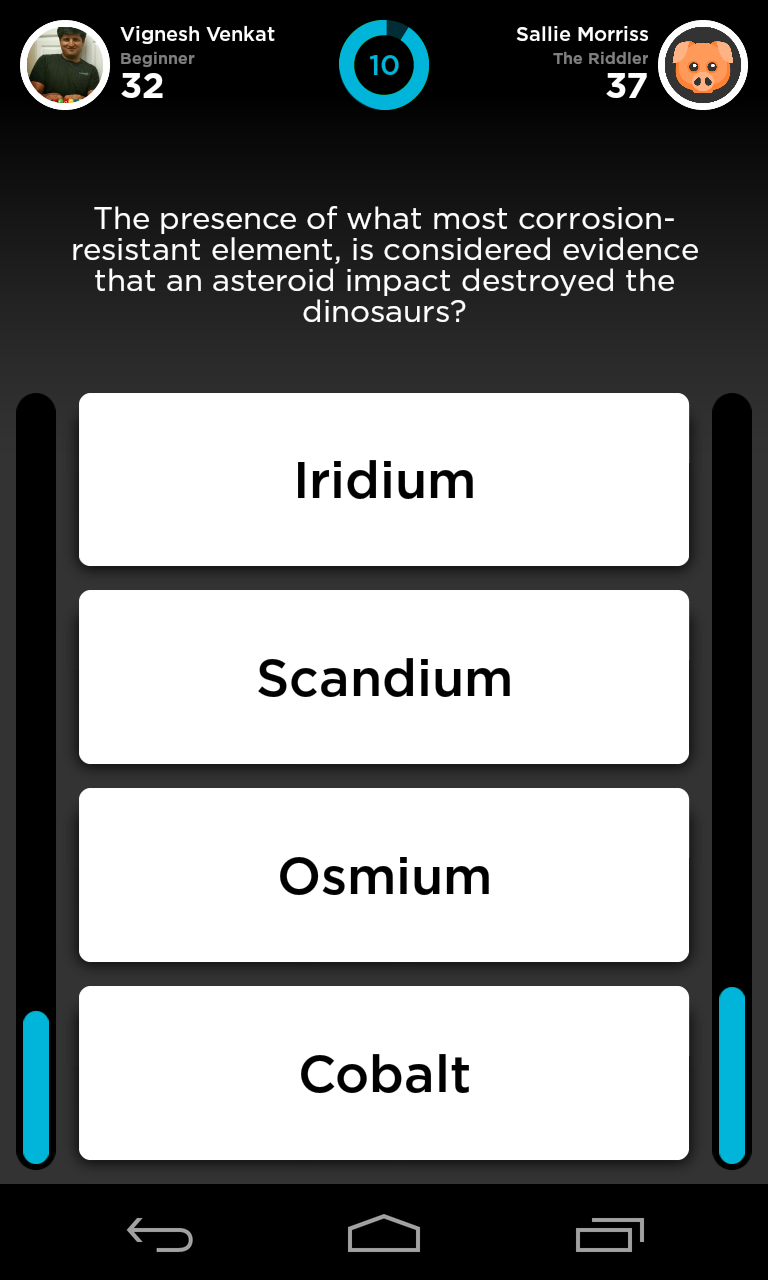 Vignesh Venkat
Beginner
32
10
Sallie Morriss
The Riddler
37
The presence of what most corrosion-
resistant element, is considered evidence
that an asteroid impact destroyed the
dinosaurs?
Iridium
Scandium
Osmium
Cobalt